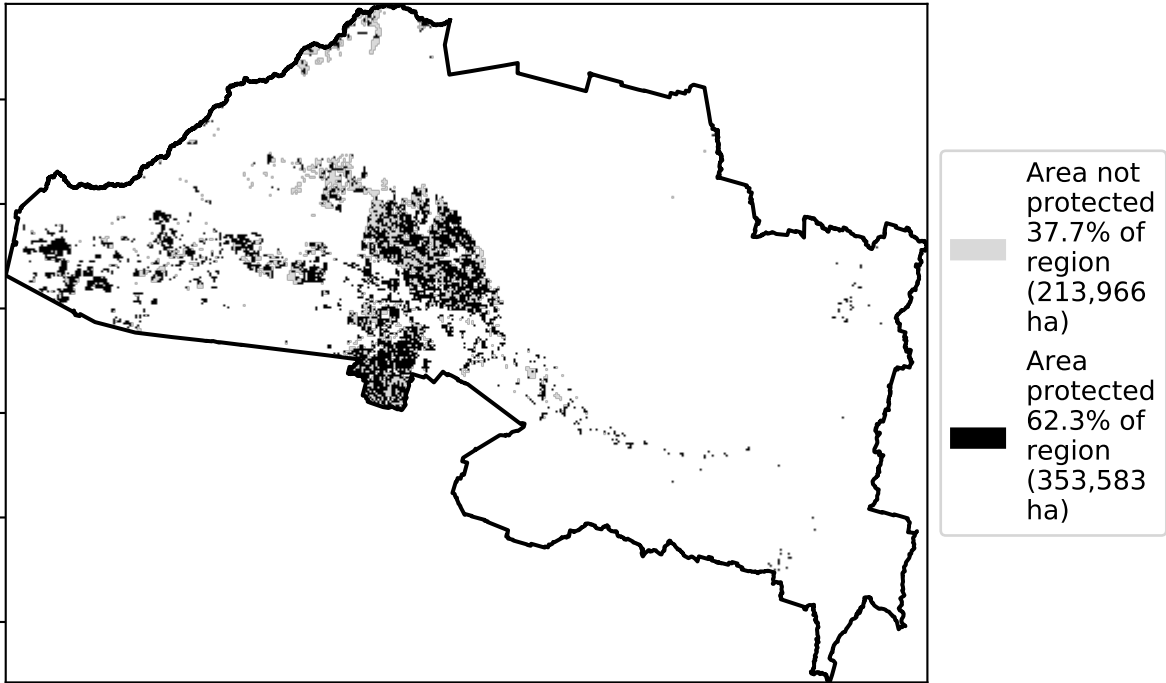 Area not
protected
37.7% of
region
(213,966
ha)
Area
protected
62.3% of
region
(353,583
ha)